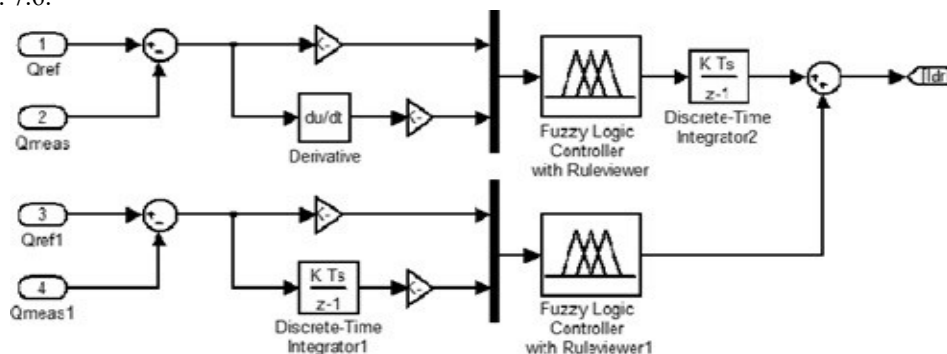 1
Qref
2
Qmeas
du/dt
Derivative
Fuzzy Logic
Controller
with Ruleviewer
K Ts
z-1
Discrete-Time
Integrator2
3
Qref1
4
Qmeas1
K Ts
z-1
Discrete-Time
Integrator1
Fuzzy Logic
Controller
with Ruleviewer1